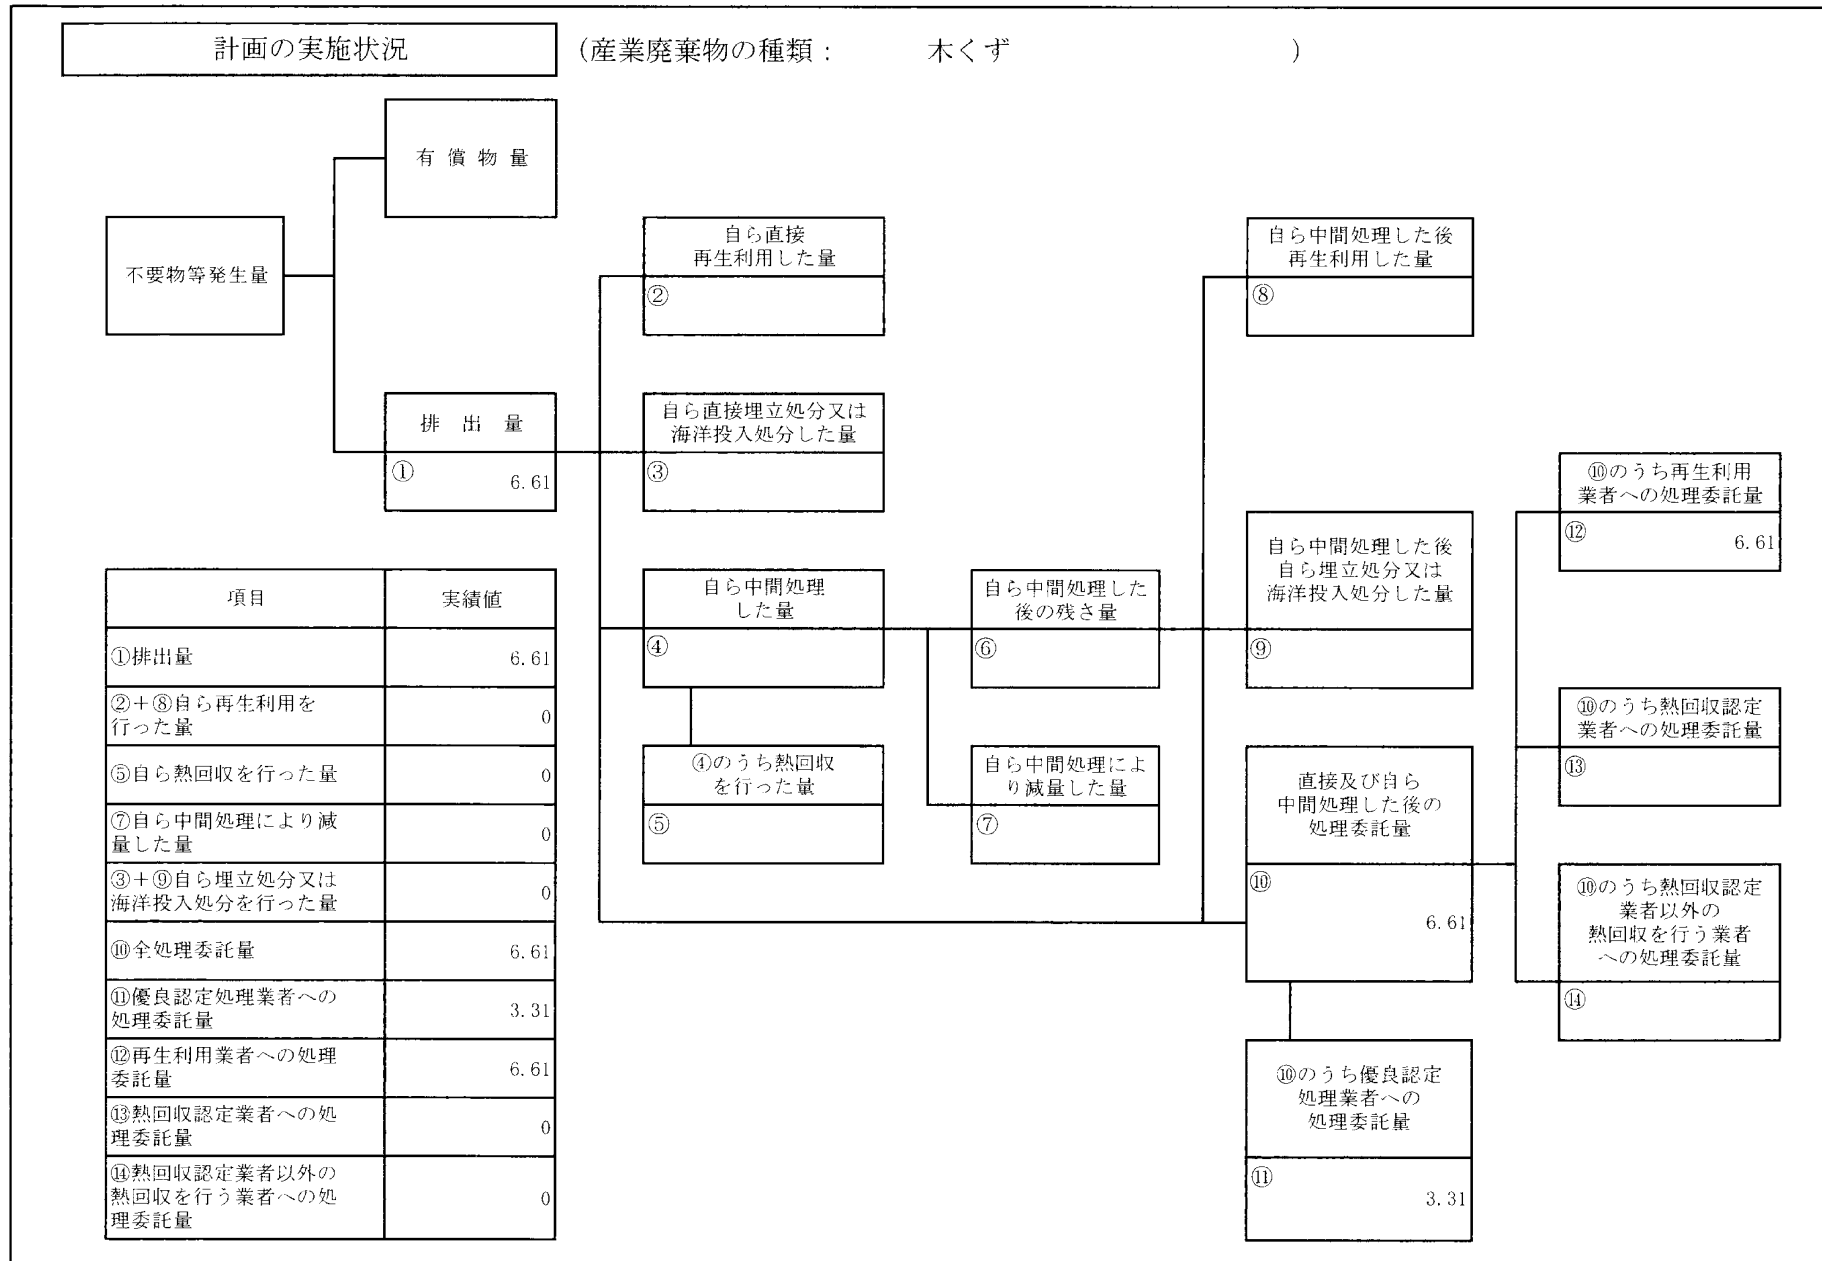 計画の実施状況
（産業廃棄物の種類： 木くず ）
有償物量
不要物等発生量
排出量
① 6.61
自ら直接
再生利用した量
②
自ら直接埋立処分又は
海洋投入処分した量
③
自ら中間処理
した量
④
④のうち熱回収
を行った量
⑤
自ら中間処理した
後の残さ量
⑥
自ら中間処理によ
り減量した量
⑦
自ら中間処理した後
再生利用した量
⑧
自ら中間処理した後
自ら埋立処分又は
海洋投入処分した量
⑨
直接及び自ら
中間処理した後の
処理委託量
⑩
6.61
⑩のうち優良認定
処理業者への
処理委託量
⑪
3.31
⑩のうち再生利用
業者への処理委託量
⑫ 6.61
⑩のうち熱回収認定
業者への処理委託量
⑬
⑩のうち熱回収認定
業者以外の
熱回収を行う業者
への処理委託量
⑭
項目 実績値
①排出量 6.61
②＋⑧自ら再生利用を
行った量 0
⑤自ら熱回収を行った量 0
⑦自ら中間処理により減
量した量 0
③＋⑨自ら埋立処分又は
海洋投入処分を行った量 0
⑩全処理委託量 6.61
⑪優良認定処理業者への
処理委託量 3.31
⑫再生利用業者への処理
委託量 6.61
⑬熱回収認定業者への処
理委託量 0
⑭熱回収認定業者以外の
熱回収を行う業者への処
理委託量 0